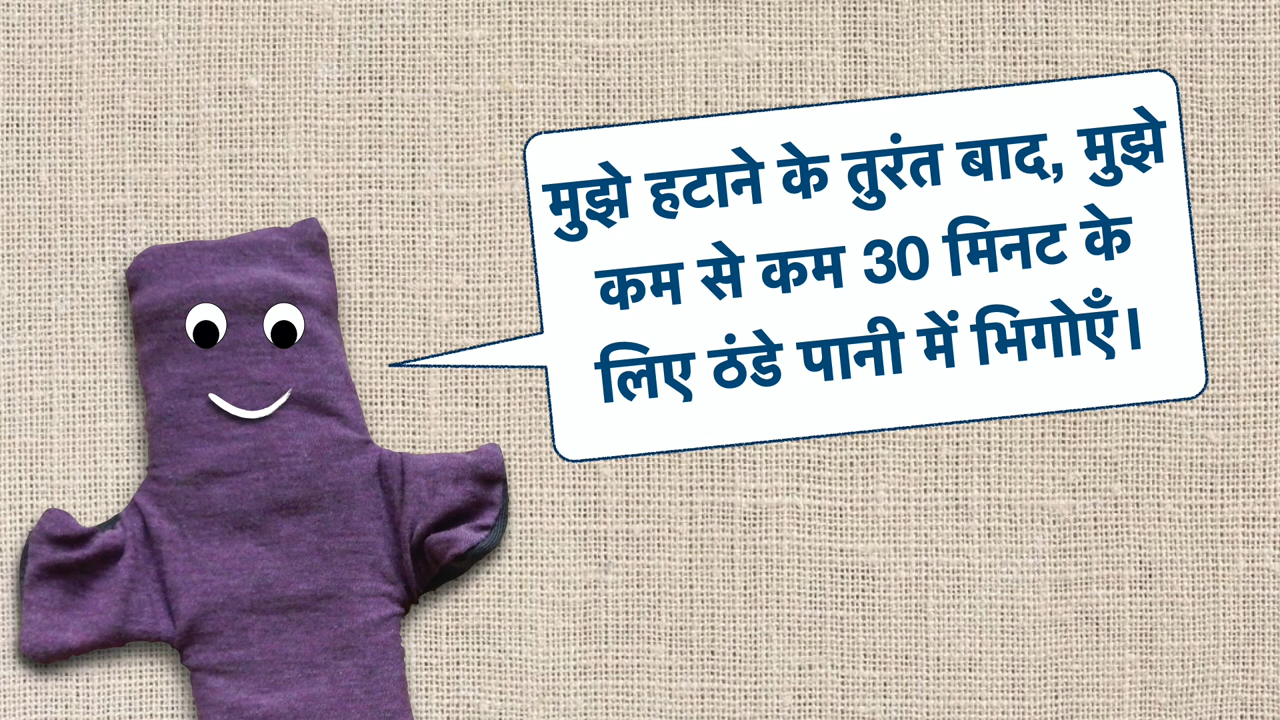 मुझे हटाने के तुरंत बाद, मुझे
कम से कम 30 मिनट के
लिए ठंडे पानी में भिगोएँ।